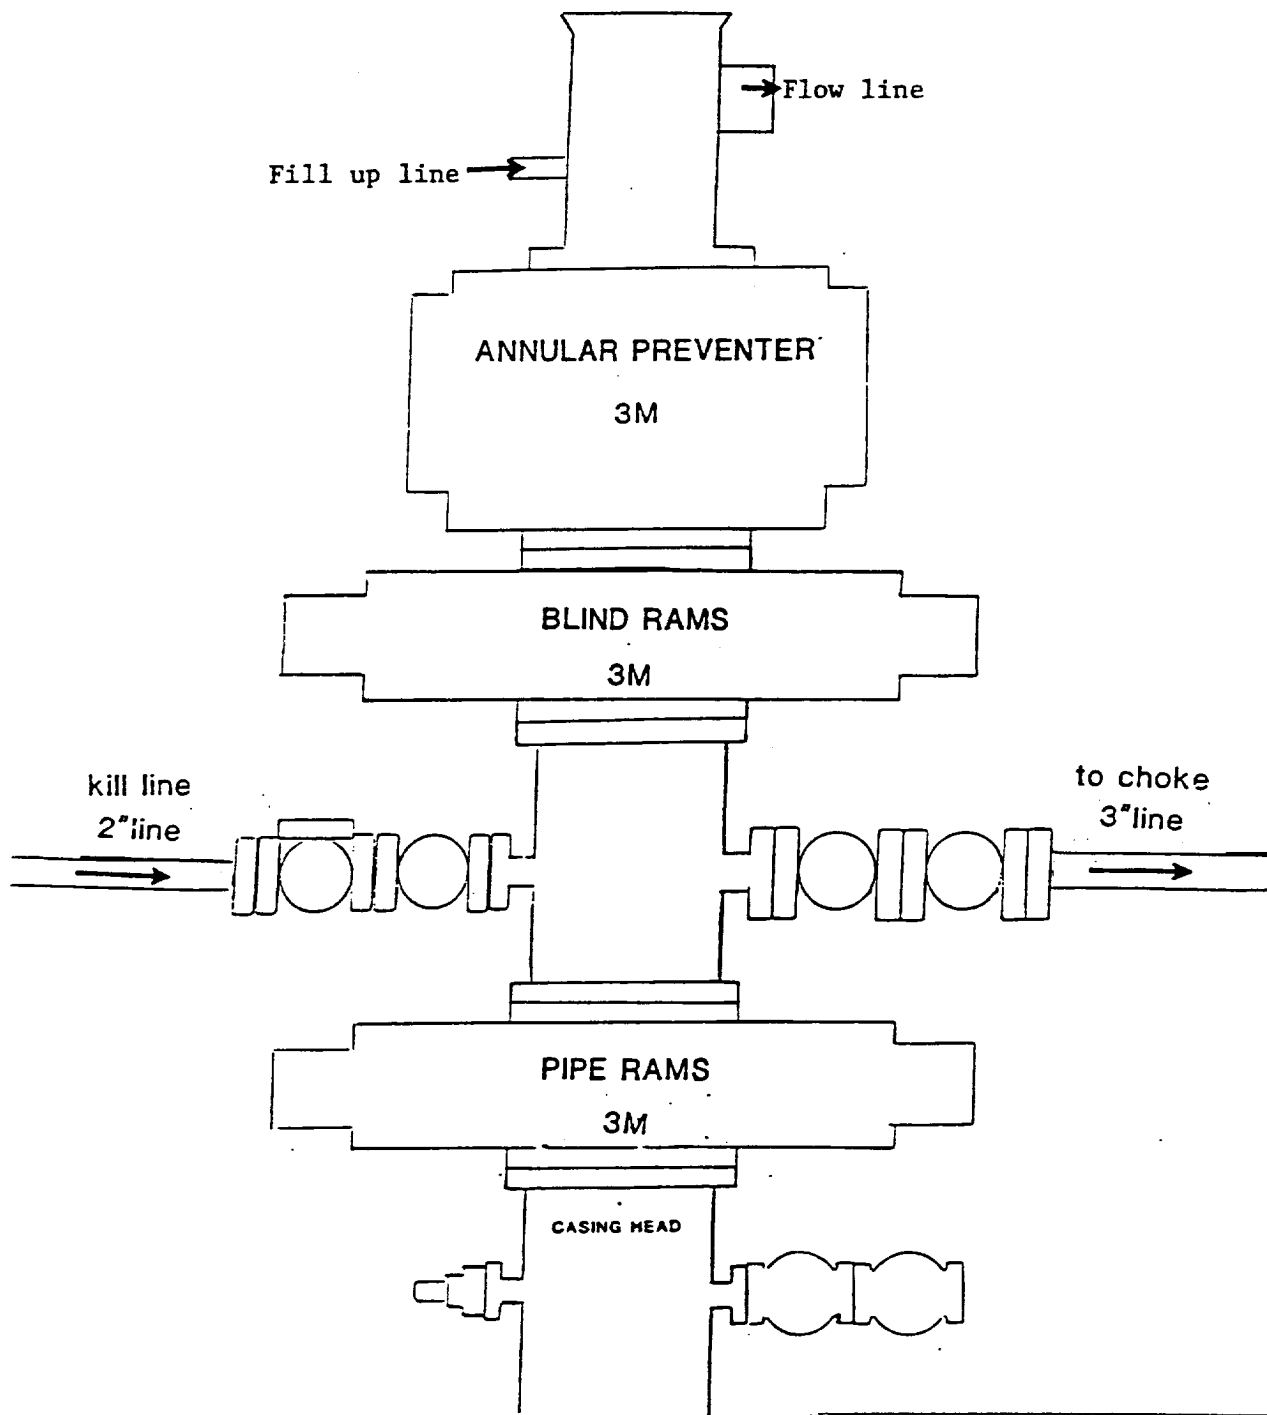 Flow line
Fill up line
ANNULAR PREVENTER
3M
BLIND RAMS
3M
kill line
2"line
to choke
3"line
PIPE RAMS
3M
CASING HEAD